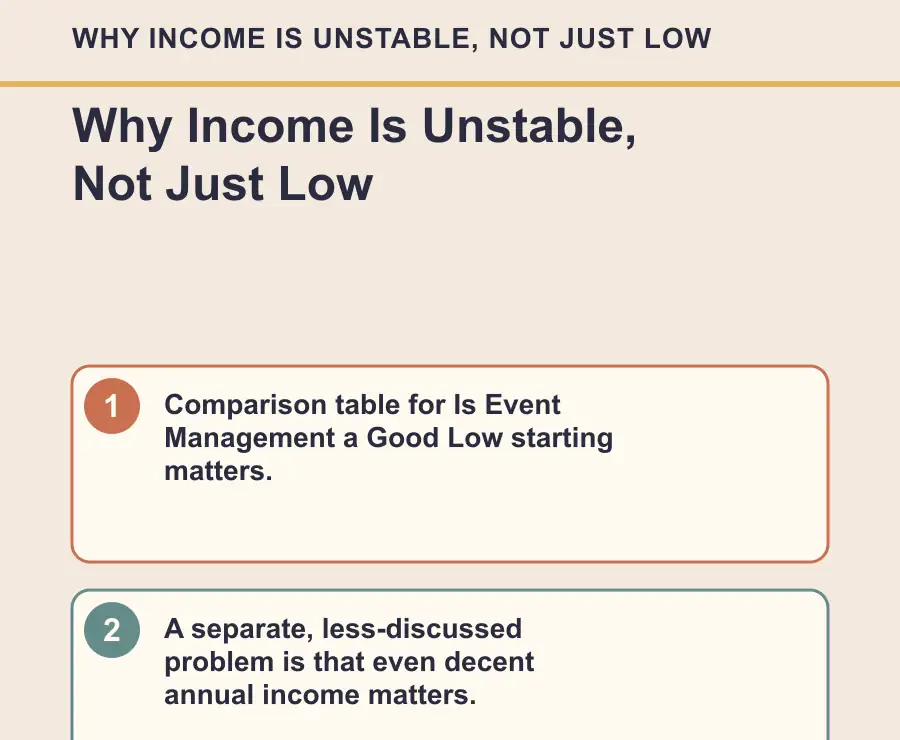 WHY INCOME IS UNSTABLE, NOT JUST LOW
Why Income Is Unstable,
Not Just Low
1
Comparison table for Is Event
Management a Good Low starting
matters.
2
A separate, less-discussed
problem is that even decent
annual income matters.